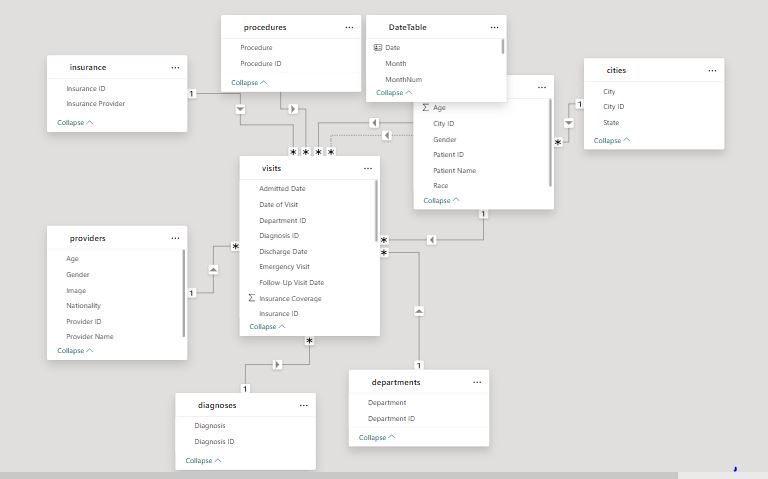 procedures
Procedure
Procedure ID
Collapse
DateTable
Date
Month
MonthNum
Collapse
insurance
Insurance ID
Insurance Provider
Collapse
cities
City
City ID
State
Collapse
Age
City ID
Gender
Patient ID
Patient Name
Race
Collapse
visits
Admitted Date
Date of Visit
Department ID
Diagnosis ID
Discharge Date
Emergency Visit
Follow-Up Visit Date
Insurance Coverage
Insurance ID
Collapse
providers
Age
Gender
Image
Nationality
Provider ID
Provider Name
Collapse
diagnoses
Diagnosis
Diagnosis ID
Collapse
departments
Department
Department ID
Collapse
1
1
1
1
1
1